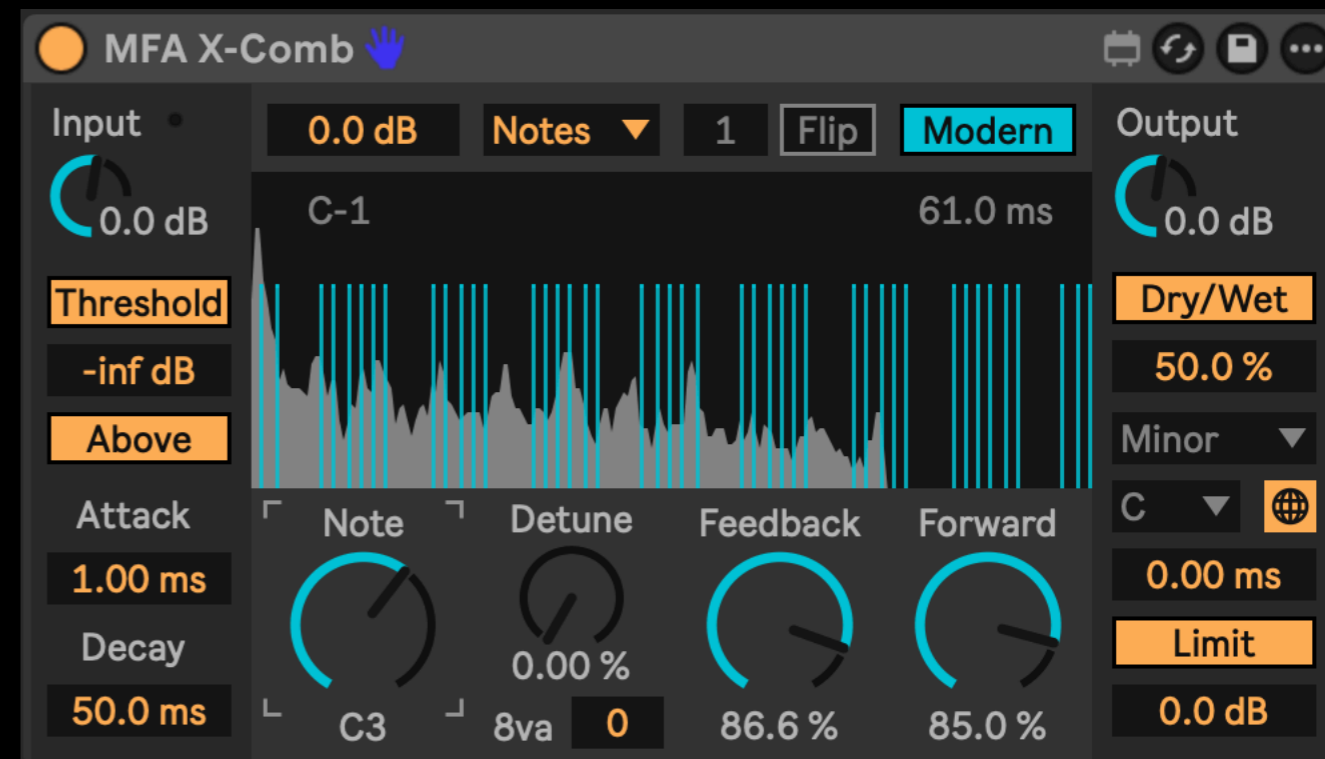 MFA X-Comb
Input
0.0 dB
Threshold
-inf dB
Above
Attack
1.00 ms
Decay
50.0 ms
0.0 dB Notes 1 Flip Modern
C-1 61.0 ms
Note Detune Feedback Forward
0.00 %
C3 8va 0 86.6 % 85.0 %
Output
0.0 dB
Dry/Wet
50.0 %
Minor
C
0.00 ms
Limit
0.0 dB